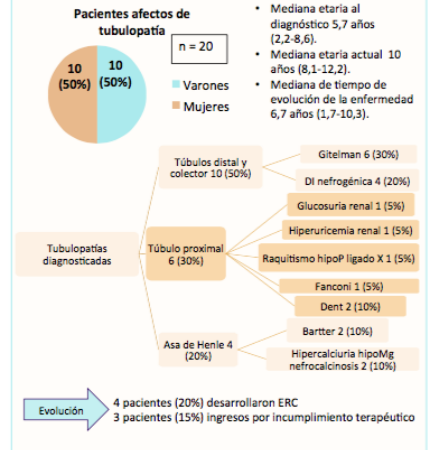 Pacientes afectos de
tubulopatía
n = 20
10
(50%)
10
(50%)
Varones
Mujeres
• Mediana etaria al
diagnóstico 5,7 años
(2,2-8,6).
• Mediana etaria actual 10
años (8,1-12,2).
• Mediana de tiempo de
evolución de la enfermedad
6,7 años (1,7-10,3).
Tubulopatías
diagnosticadas
Túbulos distal y
colector 10 (50%)
Gitelman 6 (30%)
DI nefrogénica 4 (20%)
Túbulo proximal
6 (30%)
Glucosuria renal 1 (5%)
Hiperuricemia renal 1 (5%)
Raquitismo hipoP ligado X 1 (5%)
Fanconi 1 (5%)
Dent 2 (10%)
Asa de Henle 4
(20%)
Bartter 2 (10%)
Hipercalciuria hipoMg
nefrocalcinosis 2 (10%)
Evolución
4 pacientes (20%) desarrollaron ERC
3 pacientes (15%) ingresos por incumplimiento terapéutico